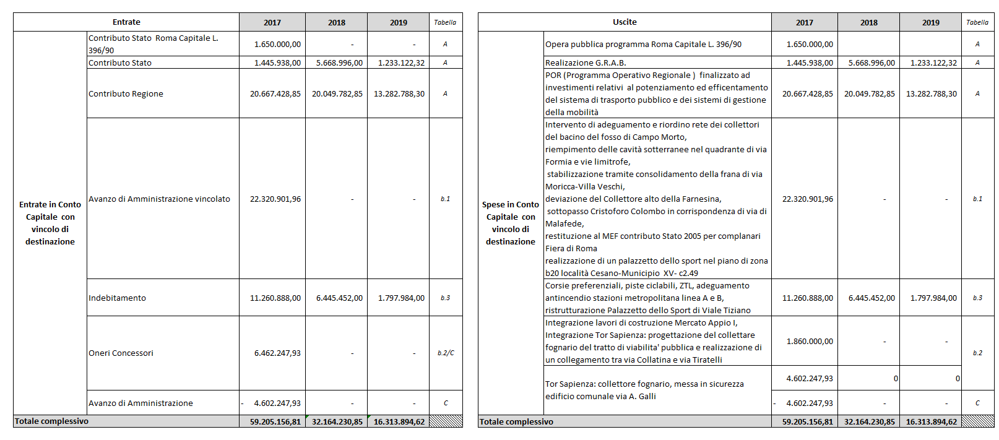 Entrate 2017 2018 2019 Tabella
Entrate in Conto
Capitale con
vincolo di
destinazione
Contributo Stato Roma Capitale L.
396/90
1.650.000,00 - - A
Contributo Stato 1.445.938,00 5.668.996,00 1.233.122,32 A
Contributo Regione 20.667.428,85 20.049.782,85 13.282.788,30 A
Avanzo di Amministrazione vincolato 22.320.901,96 - - b.1
Indebitamento 11.260.888,00 6.445.452,00 1.797.984,00 b.3
Oneri Concessori 6.462.247,93 - - b.2/C
Avanzo di Amministrazione - 4.602.247,93 - - C
Totale complessivo 59.205.156,81 32.164.230,85 16.313.894,62
Uscite 2017 2018 2019 Tabella
Spese in Conto
Capitale con
vincolo di
destinazione
Opera pubblica programma Roma Capitale L. 396/90 1.650.000,00 A
Realizazione G.R.A.B. 1.445.938,00 5.668.996,00 1.233.122,32 A
POR (Programma Operativo Regionale ) finalizzato ad
investimenti relativi al potenziamento ed efficentamento
del sistema di trasporto pubblico e dei sistemi di gestione
della mobilità
20.667.428,85 20.049.782,85 13.282.788,30 A
Intervento di adeguamento e riordino rete dei collettori
del bacino del fosso di Campo Morto,
riempimento delle cavità sotterranee nel quadrante di via
Formia e vie limitrofe,
stabilizzazione tramite consolidamento della frana di via
Moricca-Villa Veschi,
deviazione del Collettore alto della Farnesina,
sottopasso Cristoforo Colombo in corrispondenza di via di
Malafede,
restituzione al MEF contributo Stato 2005 per complanari
Fiera di Roma
realizzazione di un palazzetto dello sport nel piano di zona
b20 località Cesano-Municipio XV- c2.49
22.320.901,96 - - b.1
Corsie preferenziali, piste ciclabili, ZTL, adeguamento
antincendio stazioni metropolitana linea A e B,
ristrutturazione Palazzetto dello Sport di Viale Tiziano
11.260.888,00 6.445.452,00 1.797.984,00 b.3
Integrazione lavori di costruzione Mercato Appio I,
Integrazione Tor Sapienza: progettazione del collettare
fognario del tratto di viabilita' pubblica e realizzazione di
un collegamento tra via Collatina e via Tiratelli
1.860.000,00 - - b.2
Tor Sapienza: collettore fognario, messa in sicurezza
edificio comunale via A. Galli
4.602.247,93 0 0
- 4.602.247,93 - - C
Totale complessivo 59.205.156,81 32.164.230,85 16.313.894,62